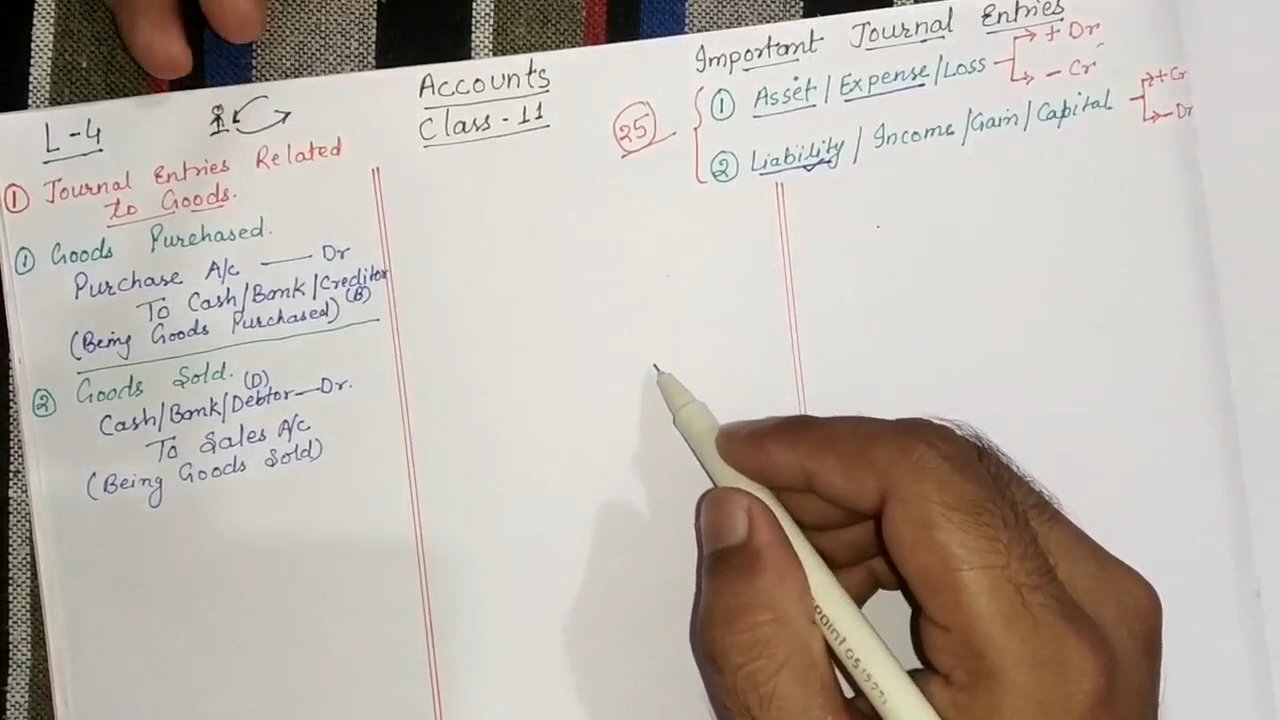 L-4
Accounts
Class - 11
Important Journal Entries
25
① Asset / Expense / Loss + Dr - Cr
② Liability / Income / Gain / Capital + Cr - Dr
① Journal Entries Related
to Goods.
① Goods Purchased.
Purchase A/c —— Dr
To Cash/Bank/Creditor
(Being Goods Purchased) (B)
② Goods Sold.
Cash/Bank/Debtor (D) — Dr.
To Sales A/c
(Being Goods Sold)